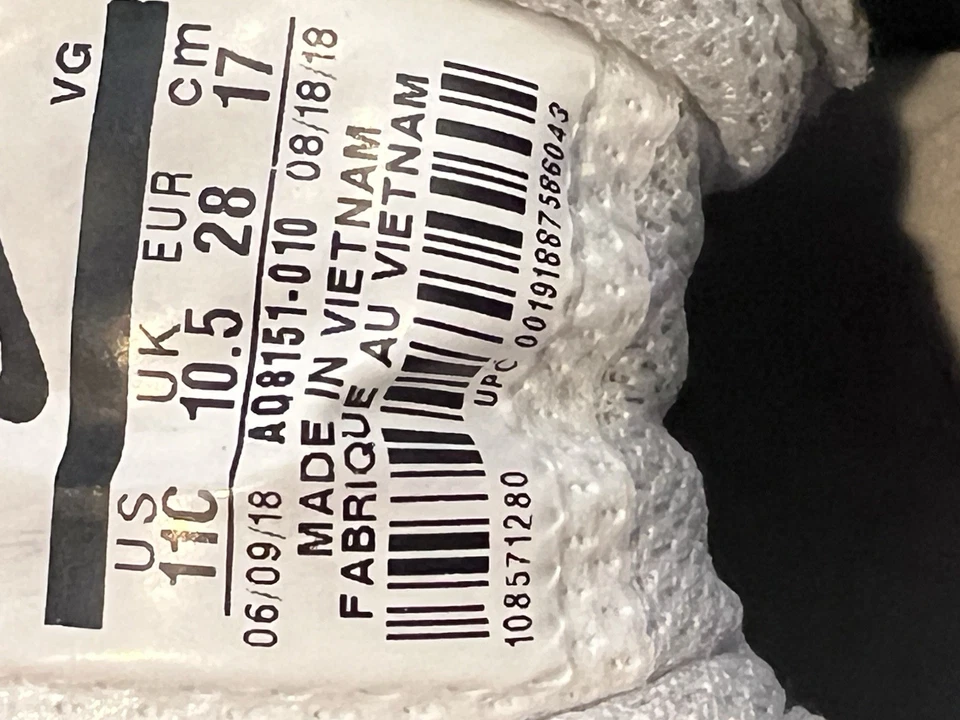 VG
US UK EUR cm
11C 10.5 28 17
06/09/18 AQ8151-010 08/18/18
MADE IN VIETNAM
FABRIQUE AU VIETNAM
108571280 UPC 00191887586043